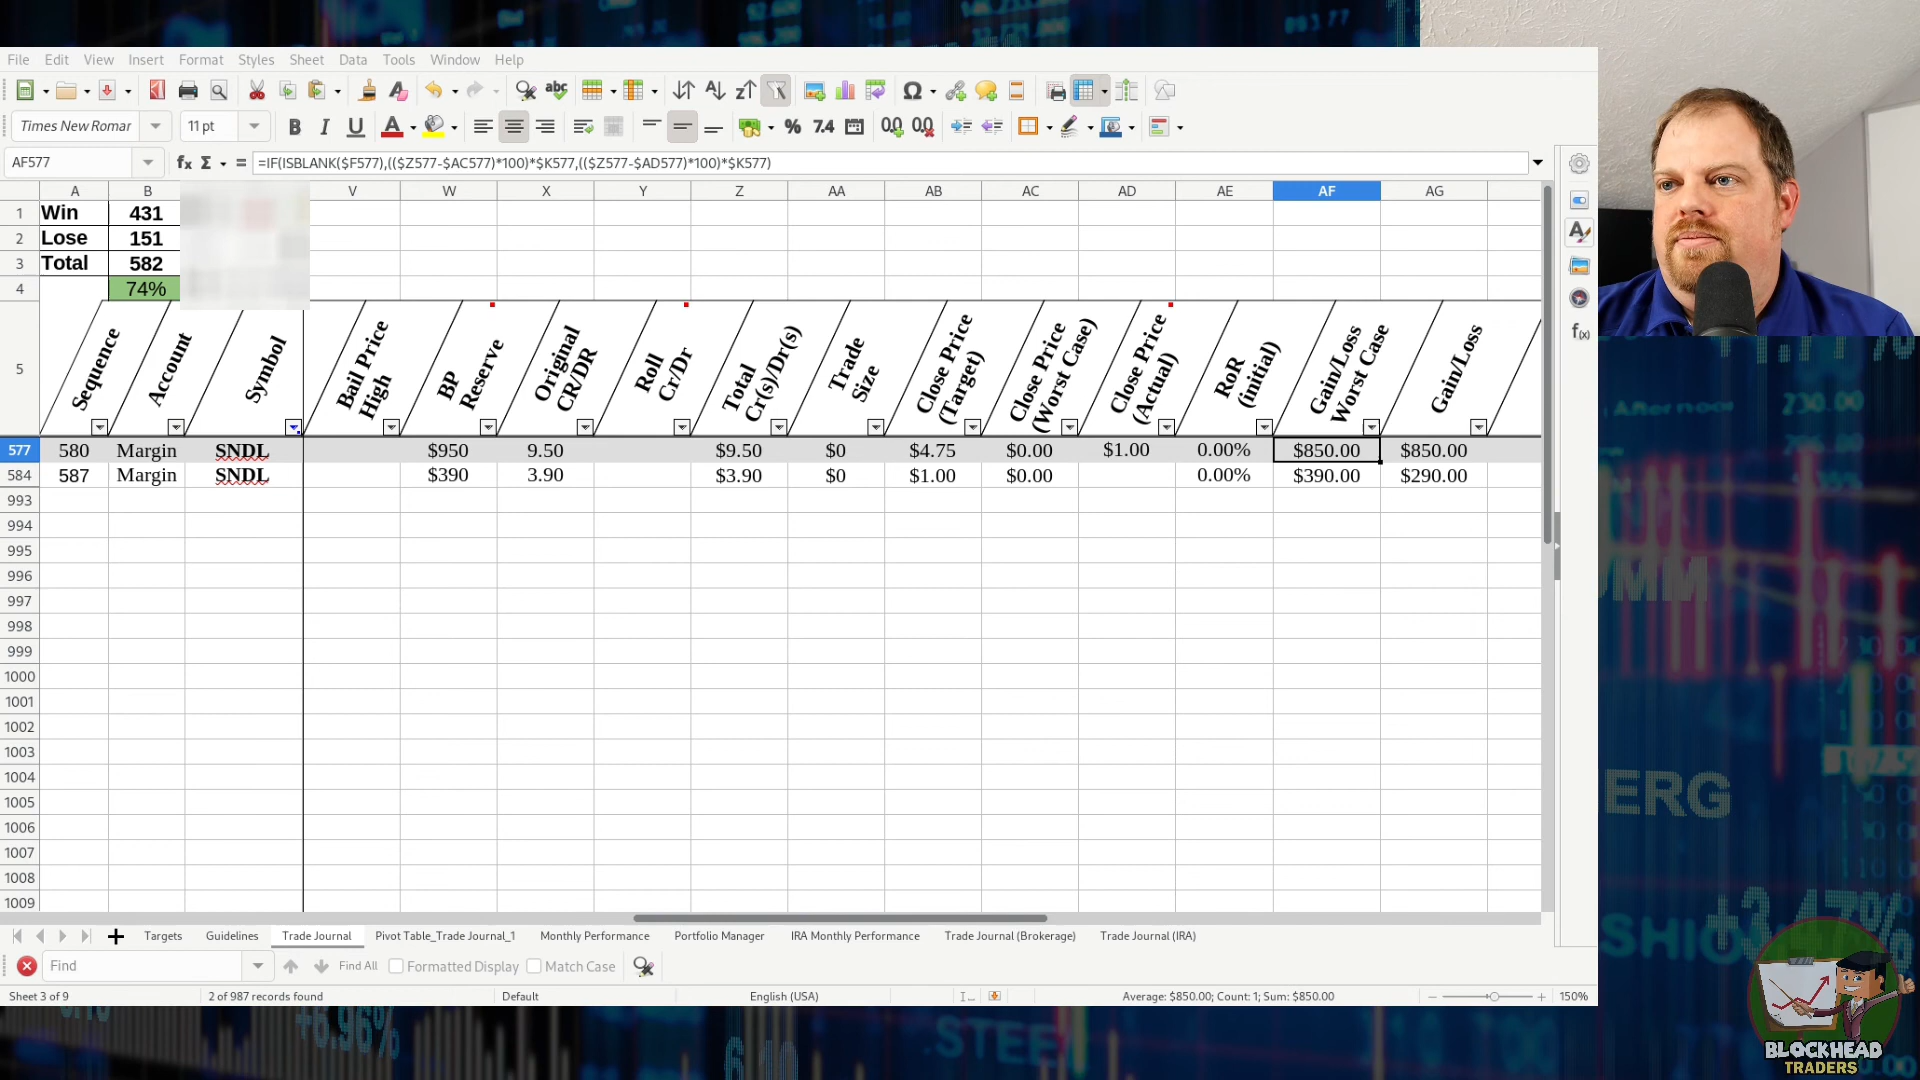 File Edit View Insert Format Styles Sheet Data Tools Window Help
Times New Romar 11 pt
AF577 =IF(ISBLANK($F577),(($Z577-$AC577)*100)*$K577,(($Z577-$AD577)*100)*$K577)
A B V W X Y Z AA AB AC AD AE AF AG
1 Win 431
2 Lose 151
3 Total 582
4 74%
5 Sequence Account Symbol Bail Price High BP Reserve Original CR/DR Roll Cr/Dr Total Cr(s)/Dr(s) Trade Size Close Price (Target) Close Price (Worst Case) Close Price (Actual) RoR (initial) Gain/Loss Worst Case Gain/Loss
577 580 Margin SNDL $950 9.50 $9.50 $0 $4.75 $0.00 $1.00 0.00% $850.00 $850.00
584 587 Margin SNDL $390 3.90 $3.90 $0 $1.00 $0.00 0.00% $390.00 $290.00
993
994
995
996
997
998
999
1000
1001
1002
1003
1004
1005
1006
1007
1008
1009
Targets Guidelines Trade Journal Pivot Table_Trade Journal_1 Monthly Performance Portfolio Manager IRA Monthly Performance Trade Journal (Brokerage) Trade Journal (IRA)
Find Find All Formatted Display Match Case
Sheet 3 of 9 2 of 987 records found Default English (USA) Average: $850.00; Count: 1; Sum: $850.00 150%
ERG
+6.96%
STEE
BLOCKHEAD
TRADERS